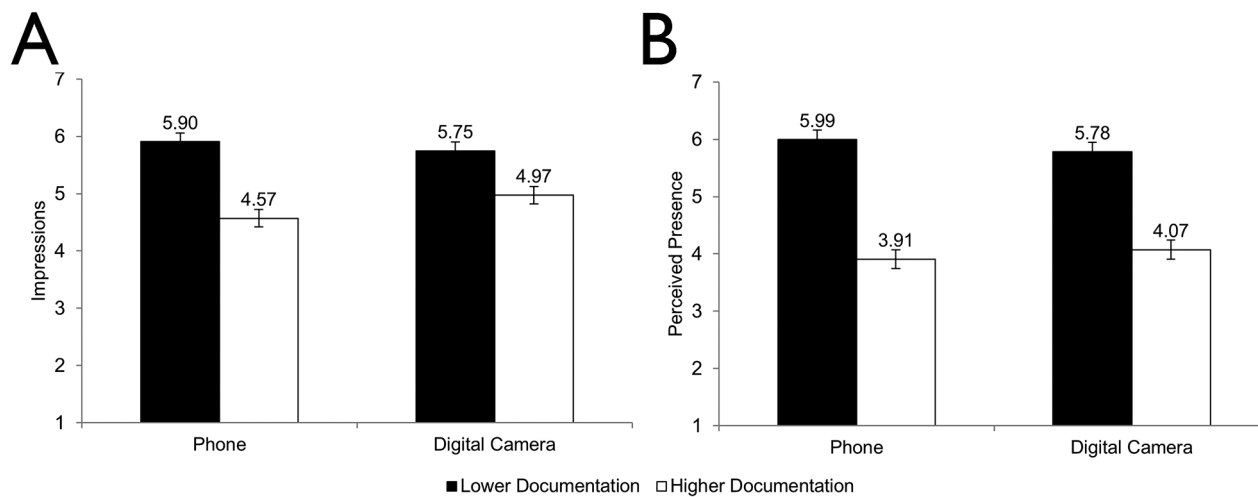 A
7
6
5
4
3
2
1
Impressions
5.90
4.57
5.75
4.97
Phone
Digital Camera
B
7
6
5
4
3
2
1
Perceived Presence
5.99
3.91
5.78
4.07
Phone
Digital Camera
Lower Documentation
Higher Documentation